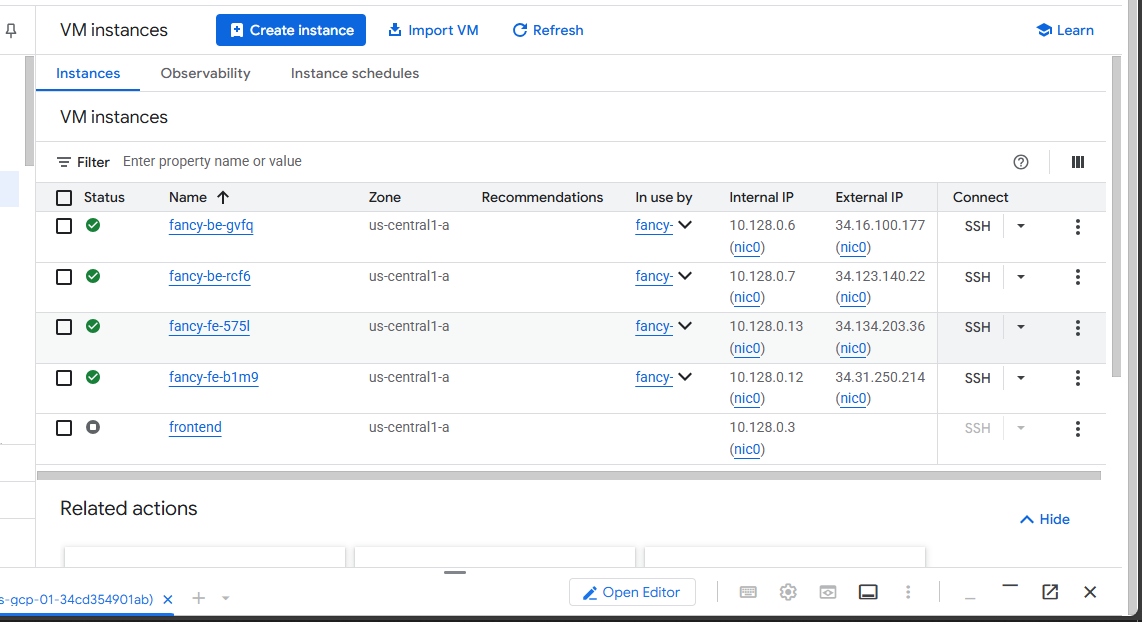 VM instances Create instance Import VM Refresh Learn
Instances Observability Instance schedules
VM instances
Filter Enter property name or value
Status Name Zone Recommendations In use by Internal IP External IP Connect
fancy-be-gvfq us-central1-a fancy- 10.128.0.6 34.16.100.177 SSH
(nic0) (nic0)
fancy-be-rcf6 us-central1-a fancy- 10.128.0.7 34.123.140.22 SSH
(nic0) (nic0)
fancy-fe-575l us-central1-a fancy- 10.128.0.13 34.134.203.36 SSH
(nic0) (nic0)
fancy-fe-b1m9 us-central1-a fancy- 10.128.0.12 34.31.250.214 SSH
(nic0) (nic0)
frontend us-central1-a 10.128.0.3 SSH
(nic0)
Related actions
Hide
s-gcp-01-34cd354901ab) Open Editor